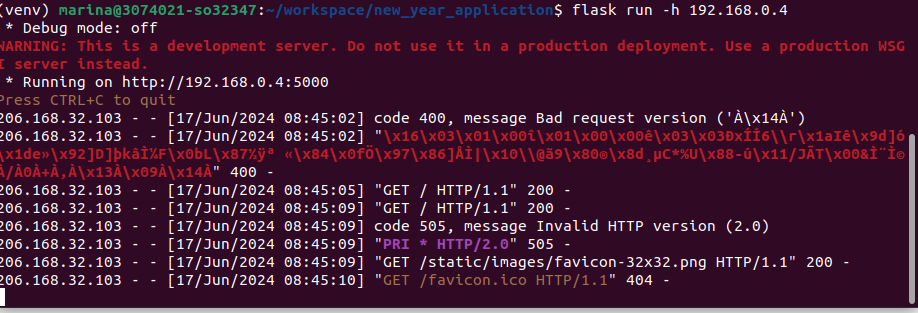 (venv) marina@3074021-so32347:~/workspace/new_year_application$ flask run -h 192.168.0.4
* Debug mode: off
WARNING: This is a development server. Do not use it in a production deployment. Use a production WSG
I server instead.
* Running on http://192.168.0.4:5000
Press CTRL+C to quit
206.168.32.103 - - [17/Jun/2024 08:45:02] code 400, message Bad request version ('À\x14À')
206.168.32.103 - - [17/Jun/2024 08:45:02] "\x16\x03\x01\x00î\x01\x00\x00ê\x03\x03ÐxÍÍ6\\r\x1aIê\x9d]ó
\x1de»\x92]D]þkâÌ¼F\x0bL\x87½ÿª «\x84\x0fÖ\x97\x86]ÅÌ|\x10\\@ã9\x80©\x8d¸µC*%U\x88-ú\x11/JÃT\x00&Ì¨Ì©
À/À0À+À,À\x13À\x09À\x14À" 400 -
206.168.32.103 - - [17/Jun/2024 08:45:05] "GET / HTTP/1.1" 200 -
206.168.32.103 - - [17/Jun/2024 08:45:09] "GET / HTTP/1.1" 200 -
206.168.32.103 - - [17/Jun/2024 08:45:09] code 505, message Invalid HTTP version (2.0)
206.168.32.103 - - [17/Jun/2024 08:45:09] "PRI * HTTP/2.0" 505 -
206.168.32.103 - - [17/Jun/2024 08:45:09] "GET /static/images/favicon-32x32.png HTTP/1.1" 200 -
206.168.32.103 - - [17/Jun/2024 08:45:10] "GET /favicon.ico HTTP/1.1" 404 -